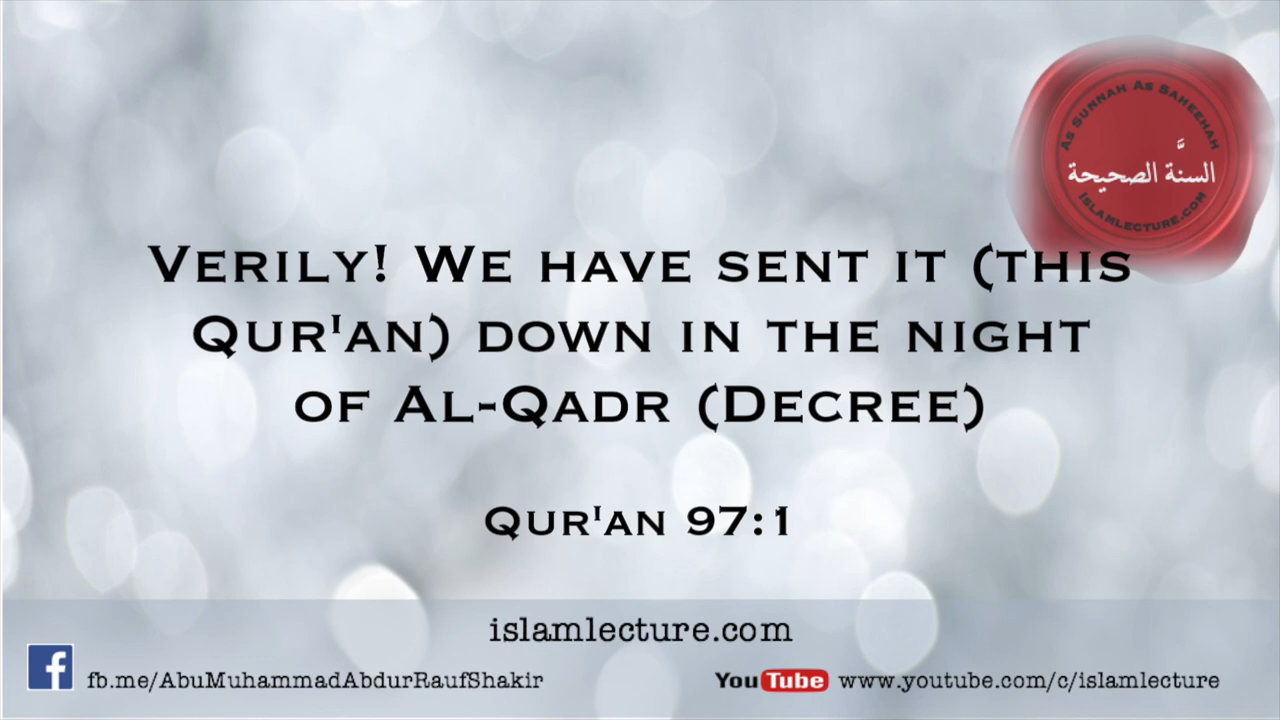 As Sunnah As Saheehah
السنَّة الصحيحة
islamlecture.com
Verily! We have sent it (this
Qur'an) down in the night
of Al-Qadr (Decree)
Qur'an 97:1
islamlecture.com
fb.me/AbuMuhammadAbdurRaufShakir
YouTube www.youtube.com/c/islamlecture